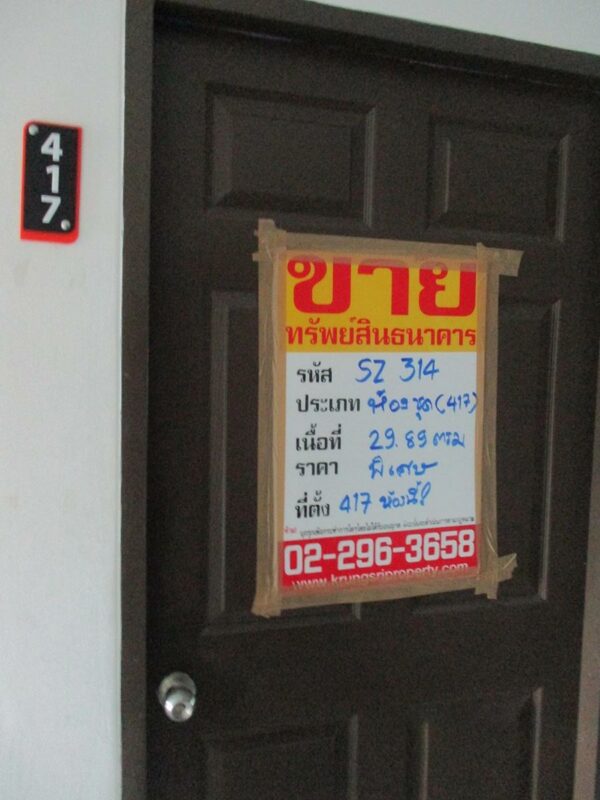 417
ขาย
ทรัพย์สินธนาคาร
รหัส SZ 314
ประเภท ห้องชุด (417)
เนื้อที่ 29.89 ตรม
ราคา พิเศษ
ที่ตั้ง 417 ห้องนี้
02-296-3658
www.krungsriproperty.com